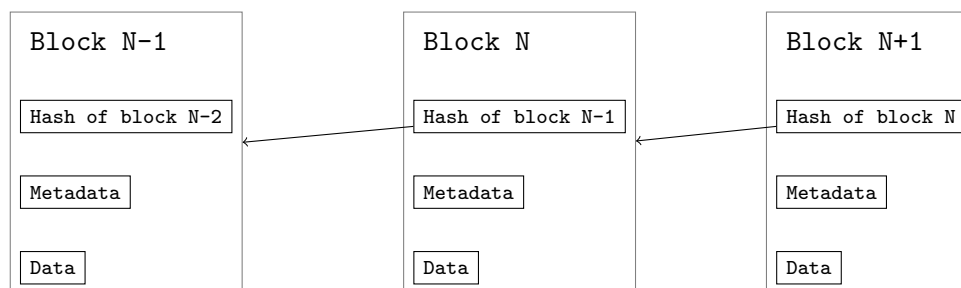 Block N-1
Hash of block N-2
Metadata
Data
Block N
Hash of block N-1
Metadata
Data
Block N+1
Hash of block N
Metadata
Data